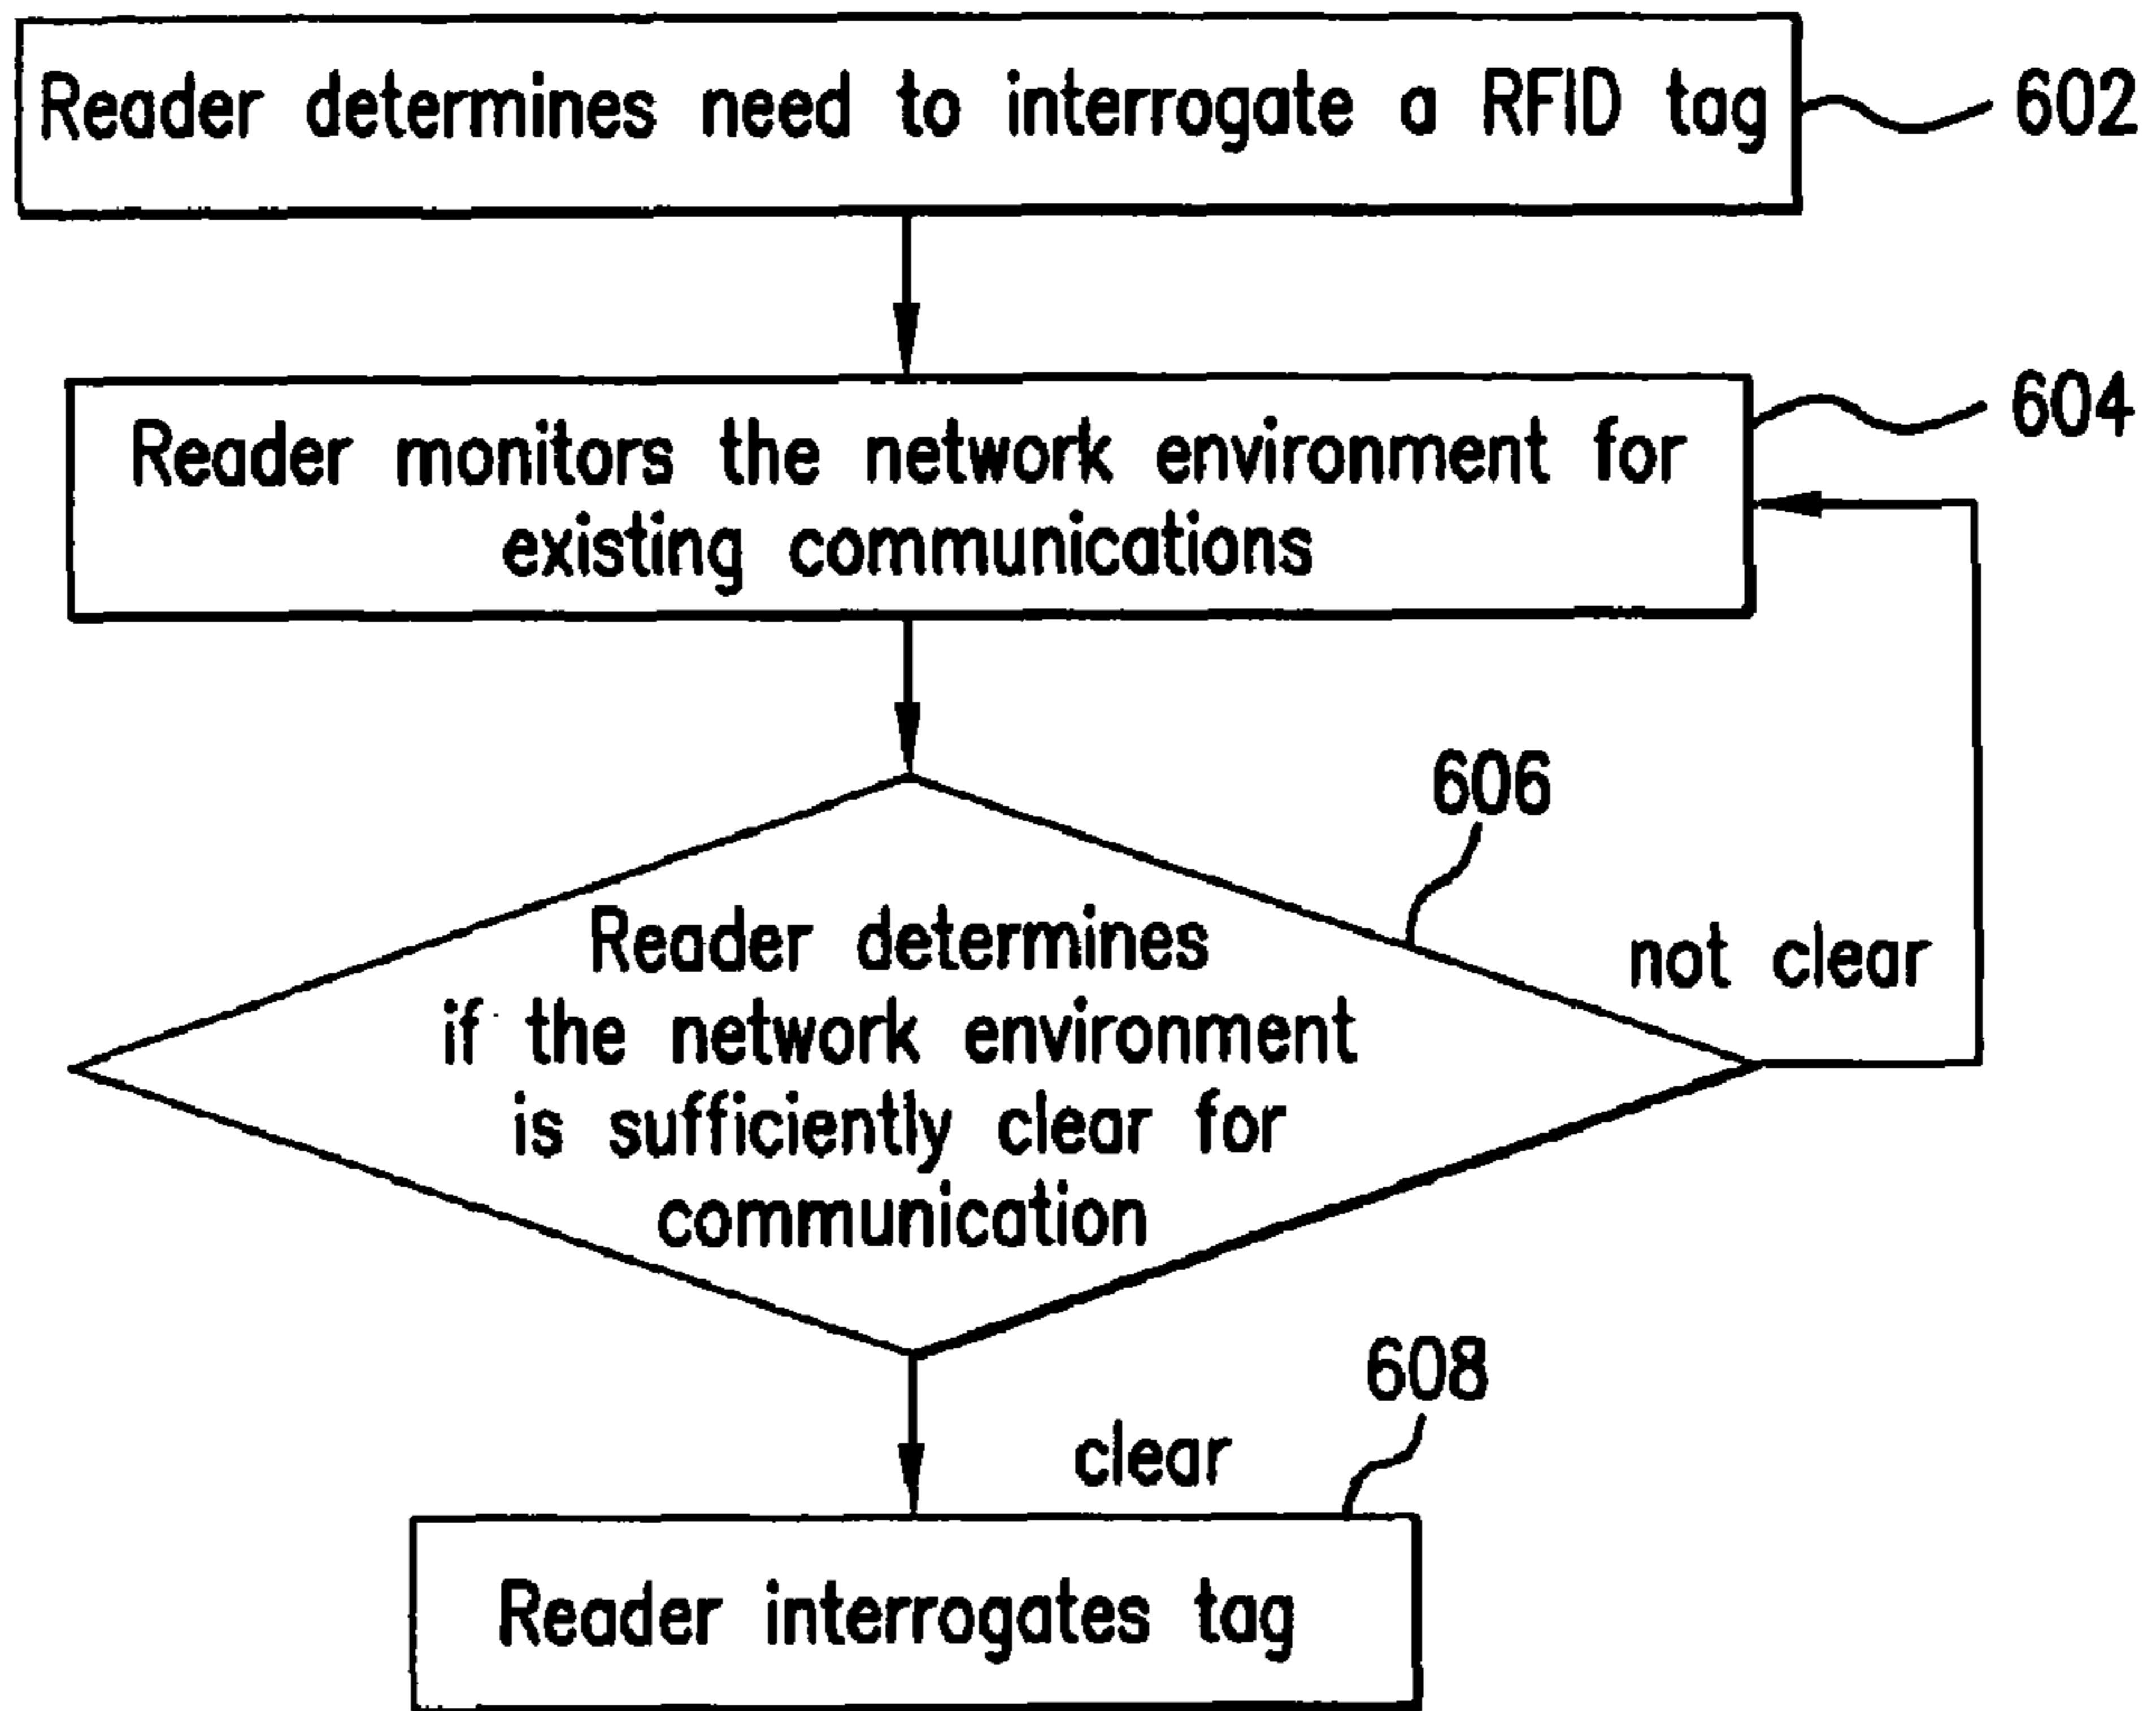 Reader determines need to interrogate a RFID tag
602
Reader monitors the network environment for
existing communications
604
606
Reader determines
if the network environment
is sufficiently clear for
communication
not clear
clear
608
Reader interrogates tag